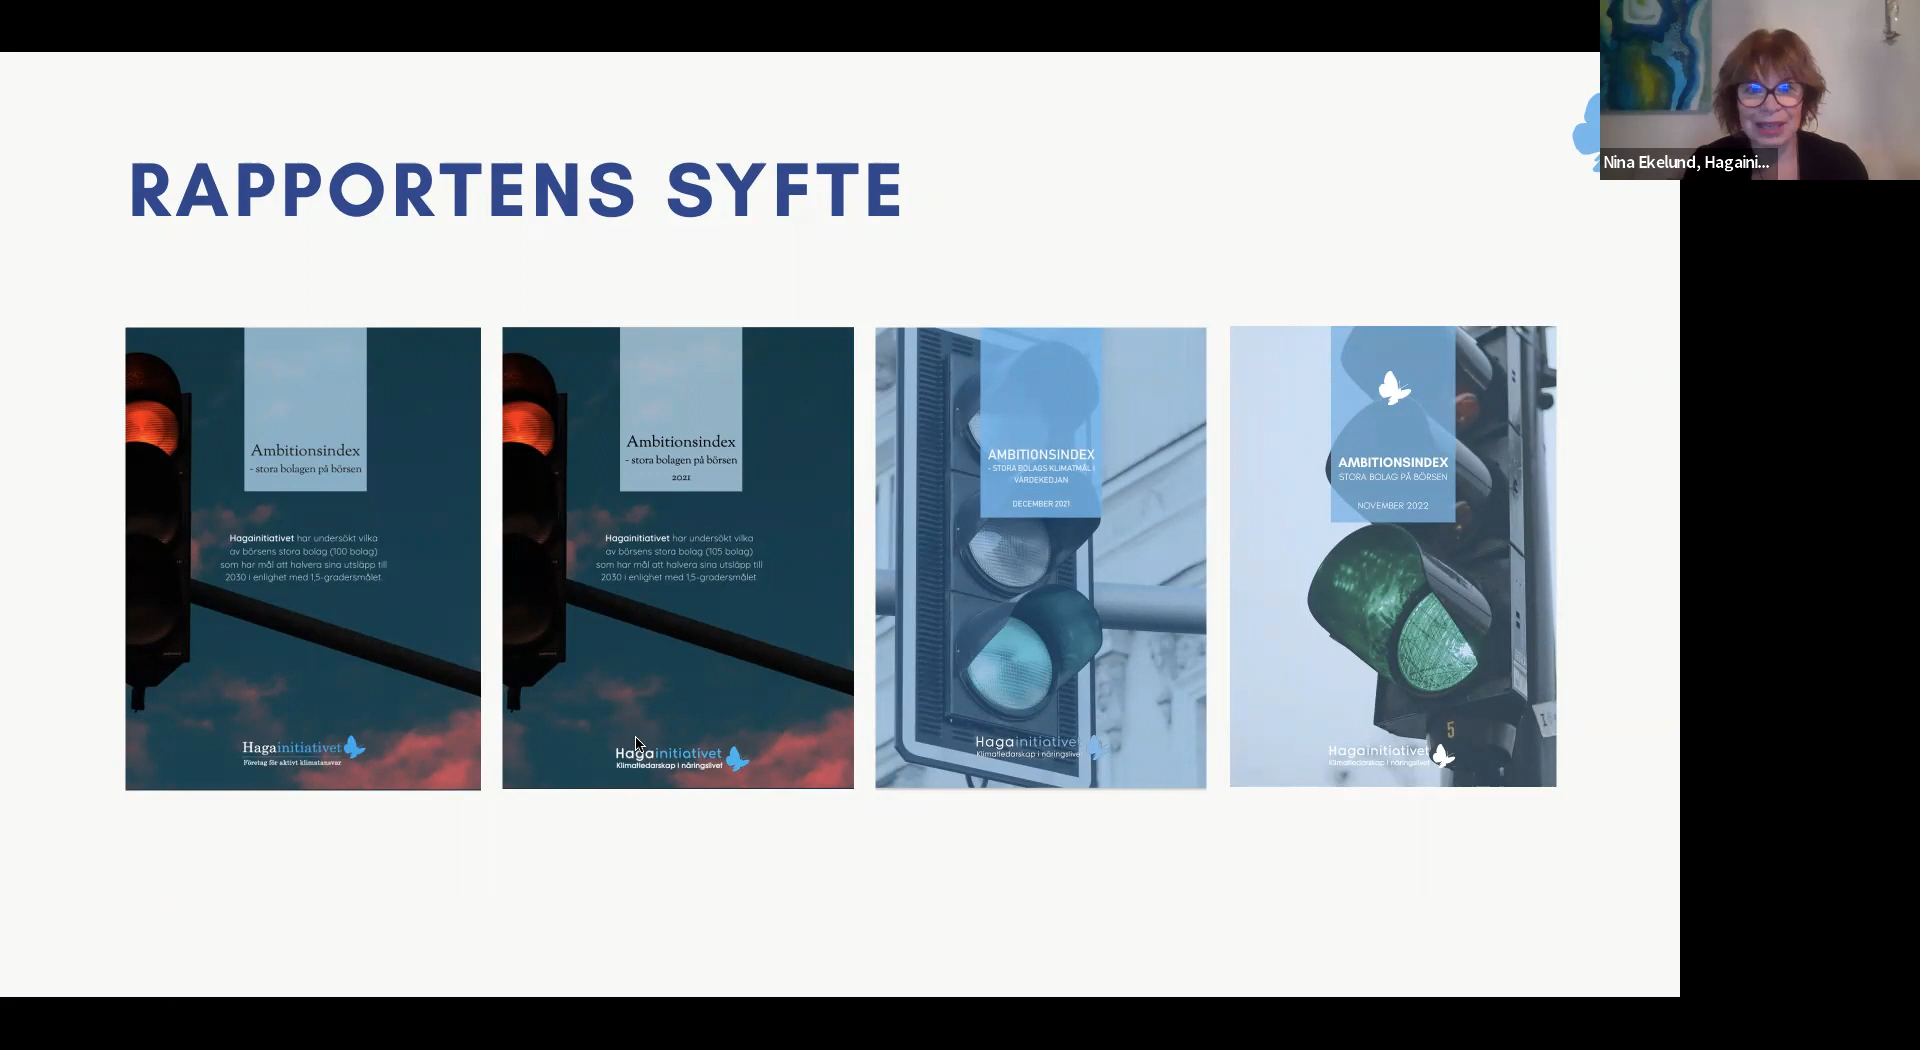 RAPPORTENS SYFTE
Nina Ekelund, Hagaini...
Ambitionsindex
- stora bolagen på börsen
Hagainitiativet har undersökt vilka
av börsens stora bolag (100 bolag)
som har mål att halvera sina utsläpp till
2030 i enlighet med 1,5-gradersmålet.
Hagainitiativet
Företag för aktivt klimatansvar
Ambitionsindex
- stora bolagen på börsen
2021
Hagainitiativet har undersökt vilka
av börsens stora bolag (105 bolag)
som har mål att halvera sina utsläpp till
2030 i enlighet med 1,5-gradersmålet.
Hagainitiativet
Klimatledarskap i näringslivet
AMBITIONSINDEX
- STORA BOLAGS KLIMATMÅL I
VÄRDEKEDJAN
DECEMBER 2021
Hagainitiativet
Klimatledarskap i näringslivet
AMBITIONSINDEX
STORA BOLAG PÅ BÖRSEN
NOVEMBER 2022
5
Hagainitiativet
Klimatledarskap i näringslivet